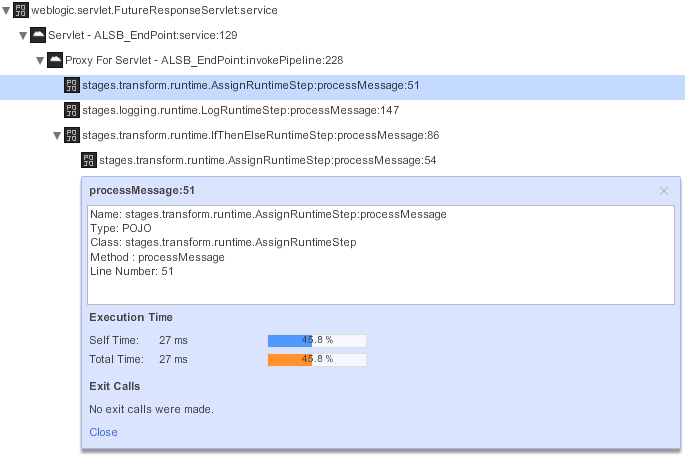 weblogic.servlet.FutureResponseServlet:service
Servlet - ALSB_EndPoint:service:129
Proxy For Servlet - ALSB_EndPoint:invokePipeline:228
POJO stages.transform.runtime.AssignRuntimeStep:processMessage:51
stages.logging.runtime.LogRuntimeStep:processMessage:147
stages.transform.runtime.IfThenElseRuntimeStep:processMessage:86
stages.transform.runtime.AssignRuntimeStep:processMessage:54
processMessage:51
Name: stages.transform.runtime.AssignRuntimeStep:processMessage
Type: POJO
Class: stages.transform.runtime.AssignRuntimeStep
Method : processMessage
Line Number: 51
Execution Time
Self Time: 27 ms 45.8 %
Total Time: 27 ms 45.8 %
Exit Calls
No exit calls were made.
Close